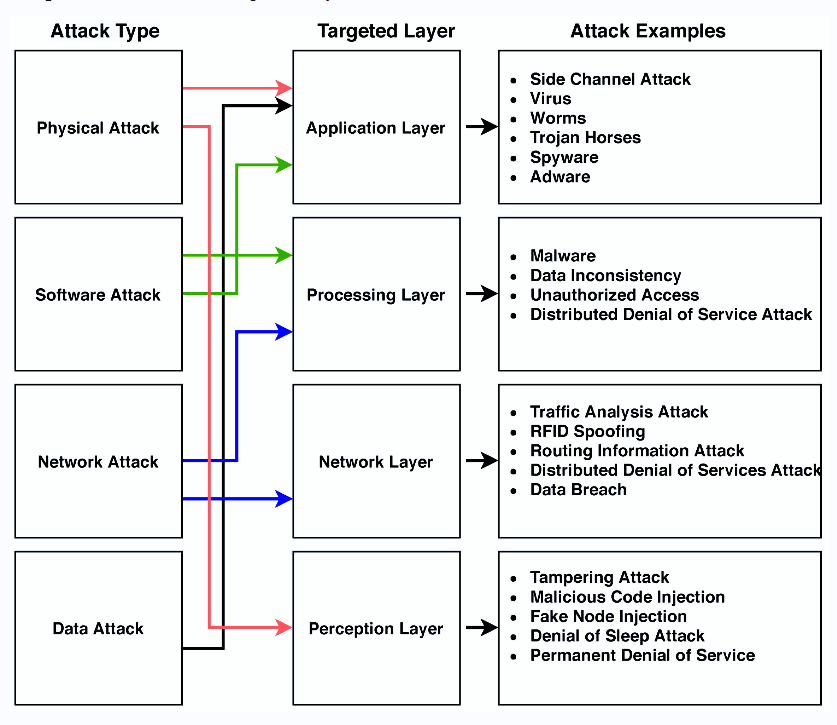 Attack Type
Targeted Layer
Attack Examples
Physical Attack
Application Layer
Side Channel Attack
Virus
Worms
Trojan Horses
Spyware
Adware
Software Attack
Processing Layer
Malware
Data Inconsistency
Unauthorized Access
Distributed Denial of Service Attack
Network Attack
Network Layer
Traffic Analysis Attack
RFID Spoofing
Routing Information Attack
Distributed Denial of Services Attack
Data Breach
Data Attack
Perception Layer
Tampering Attack
Malicious Code Injection
Fake Node Injection
Denial of Sleep Attack
Permanent Denial of Service